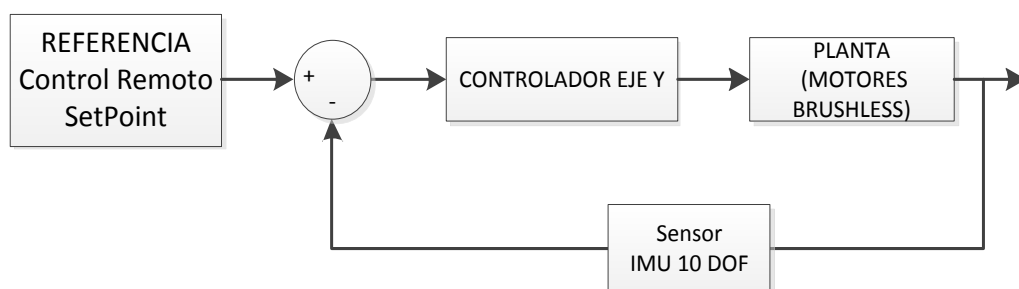 REFERENCIA
Control Remoto
SetPoint
+
-
CONTROLADOR EJE Y
PLANTA
(MOTORES
BRUSHLESS)
Sensor
IMU 10 DOF